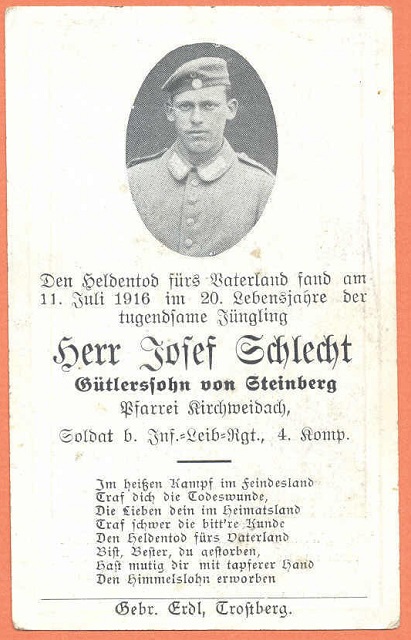 Den Heldentod fürs Vaterland fand am
11. Juli 1916 im 20. Lebensjahre der
tugendsame Jüngling
Herr Josef Schlecht
Gütlerssohn von Steinberg
Pfarrei Kirchweidach,
Soldat b. Inf.-Leib-Rgt., 4. Komp.
Im heißen Kampf im Feindesland
Traf dich die Todeswunde,
Die Lieben dein im Heimatsland
Traf schwer die bitt're Kunde
Den Heldentod fürs Vaterland
Bist, Bester, du gestorben,
Hast mutig dir mit tapferer Hand
Den Himmelslohn erworben
Gebr. Erdl, Trostberg.